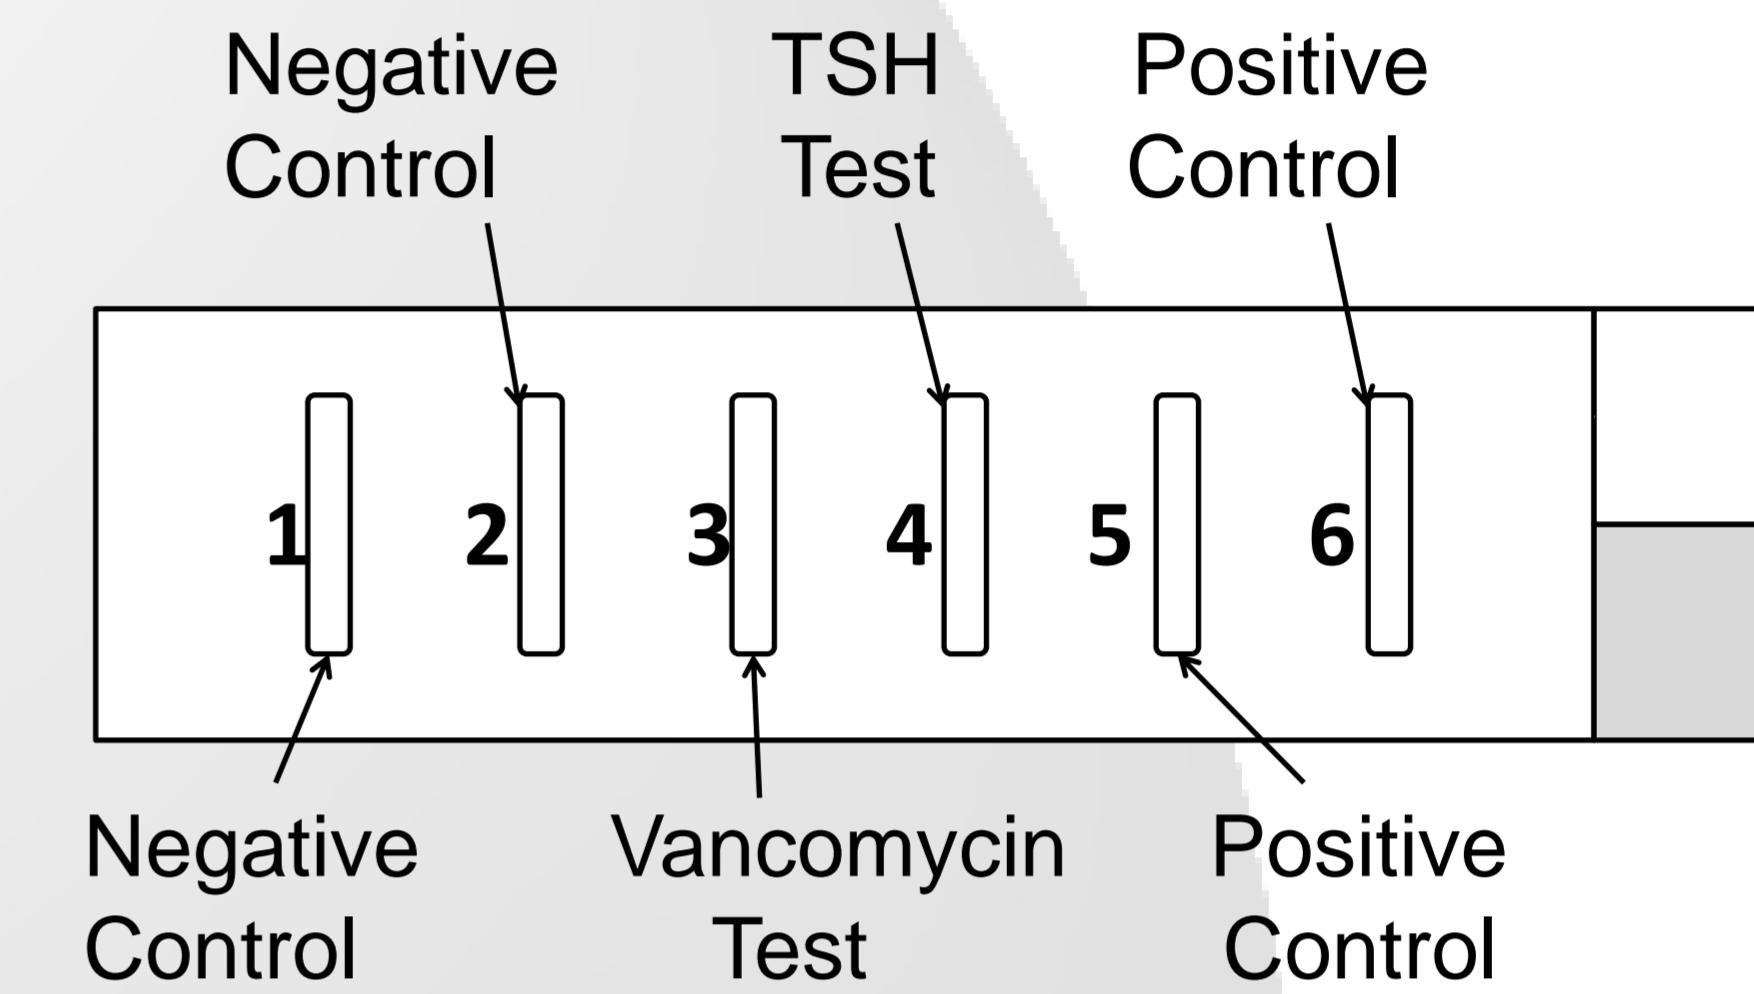 Negative
Control
TSH
Test
Positive
Control
1 2 3 4 5 6
Negative
Control
Vancomycin
Test
Positive
Control